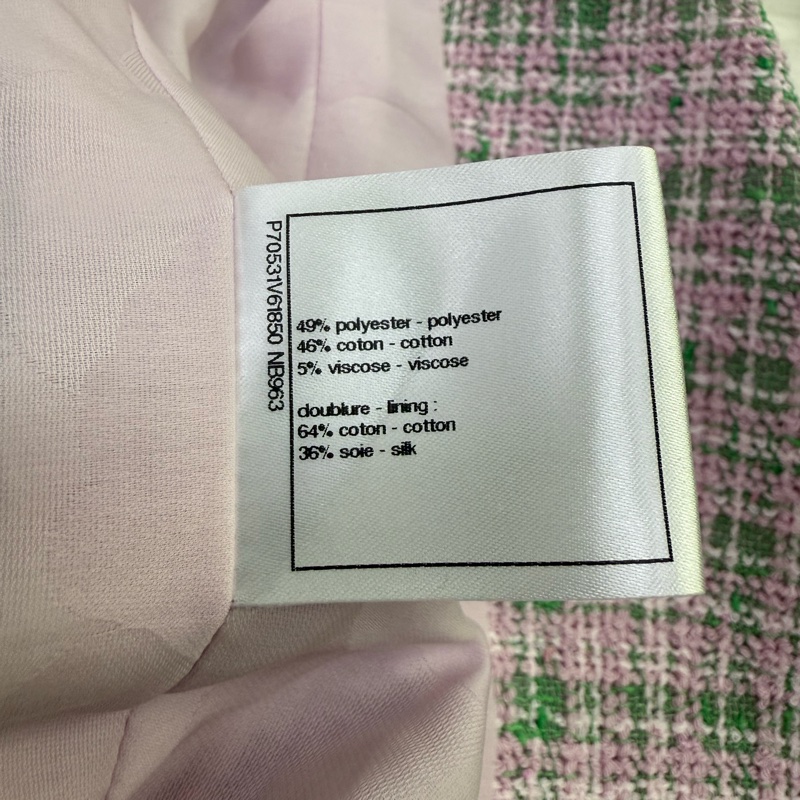 P70531V61850 NB963
49% polyester - polyester
46% coton - cotton
5% viscose - viscose
doublure - lining :
64% coton - cotton
36% soie - silk